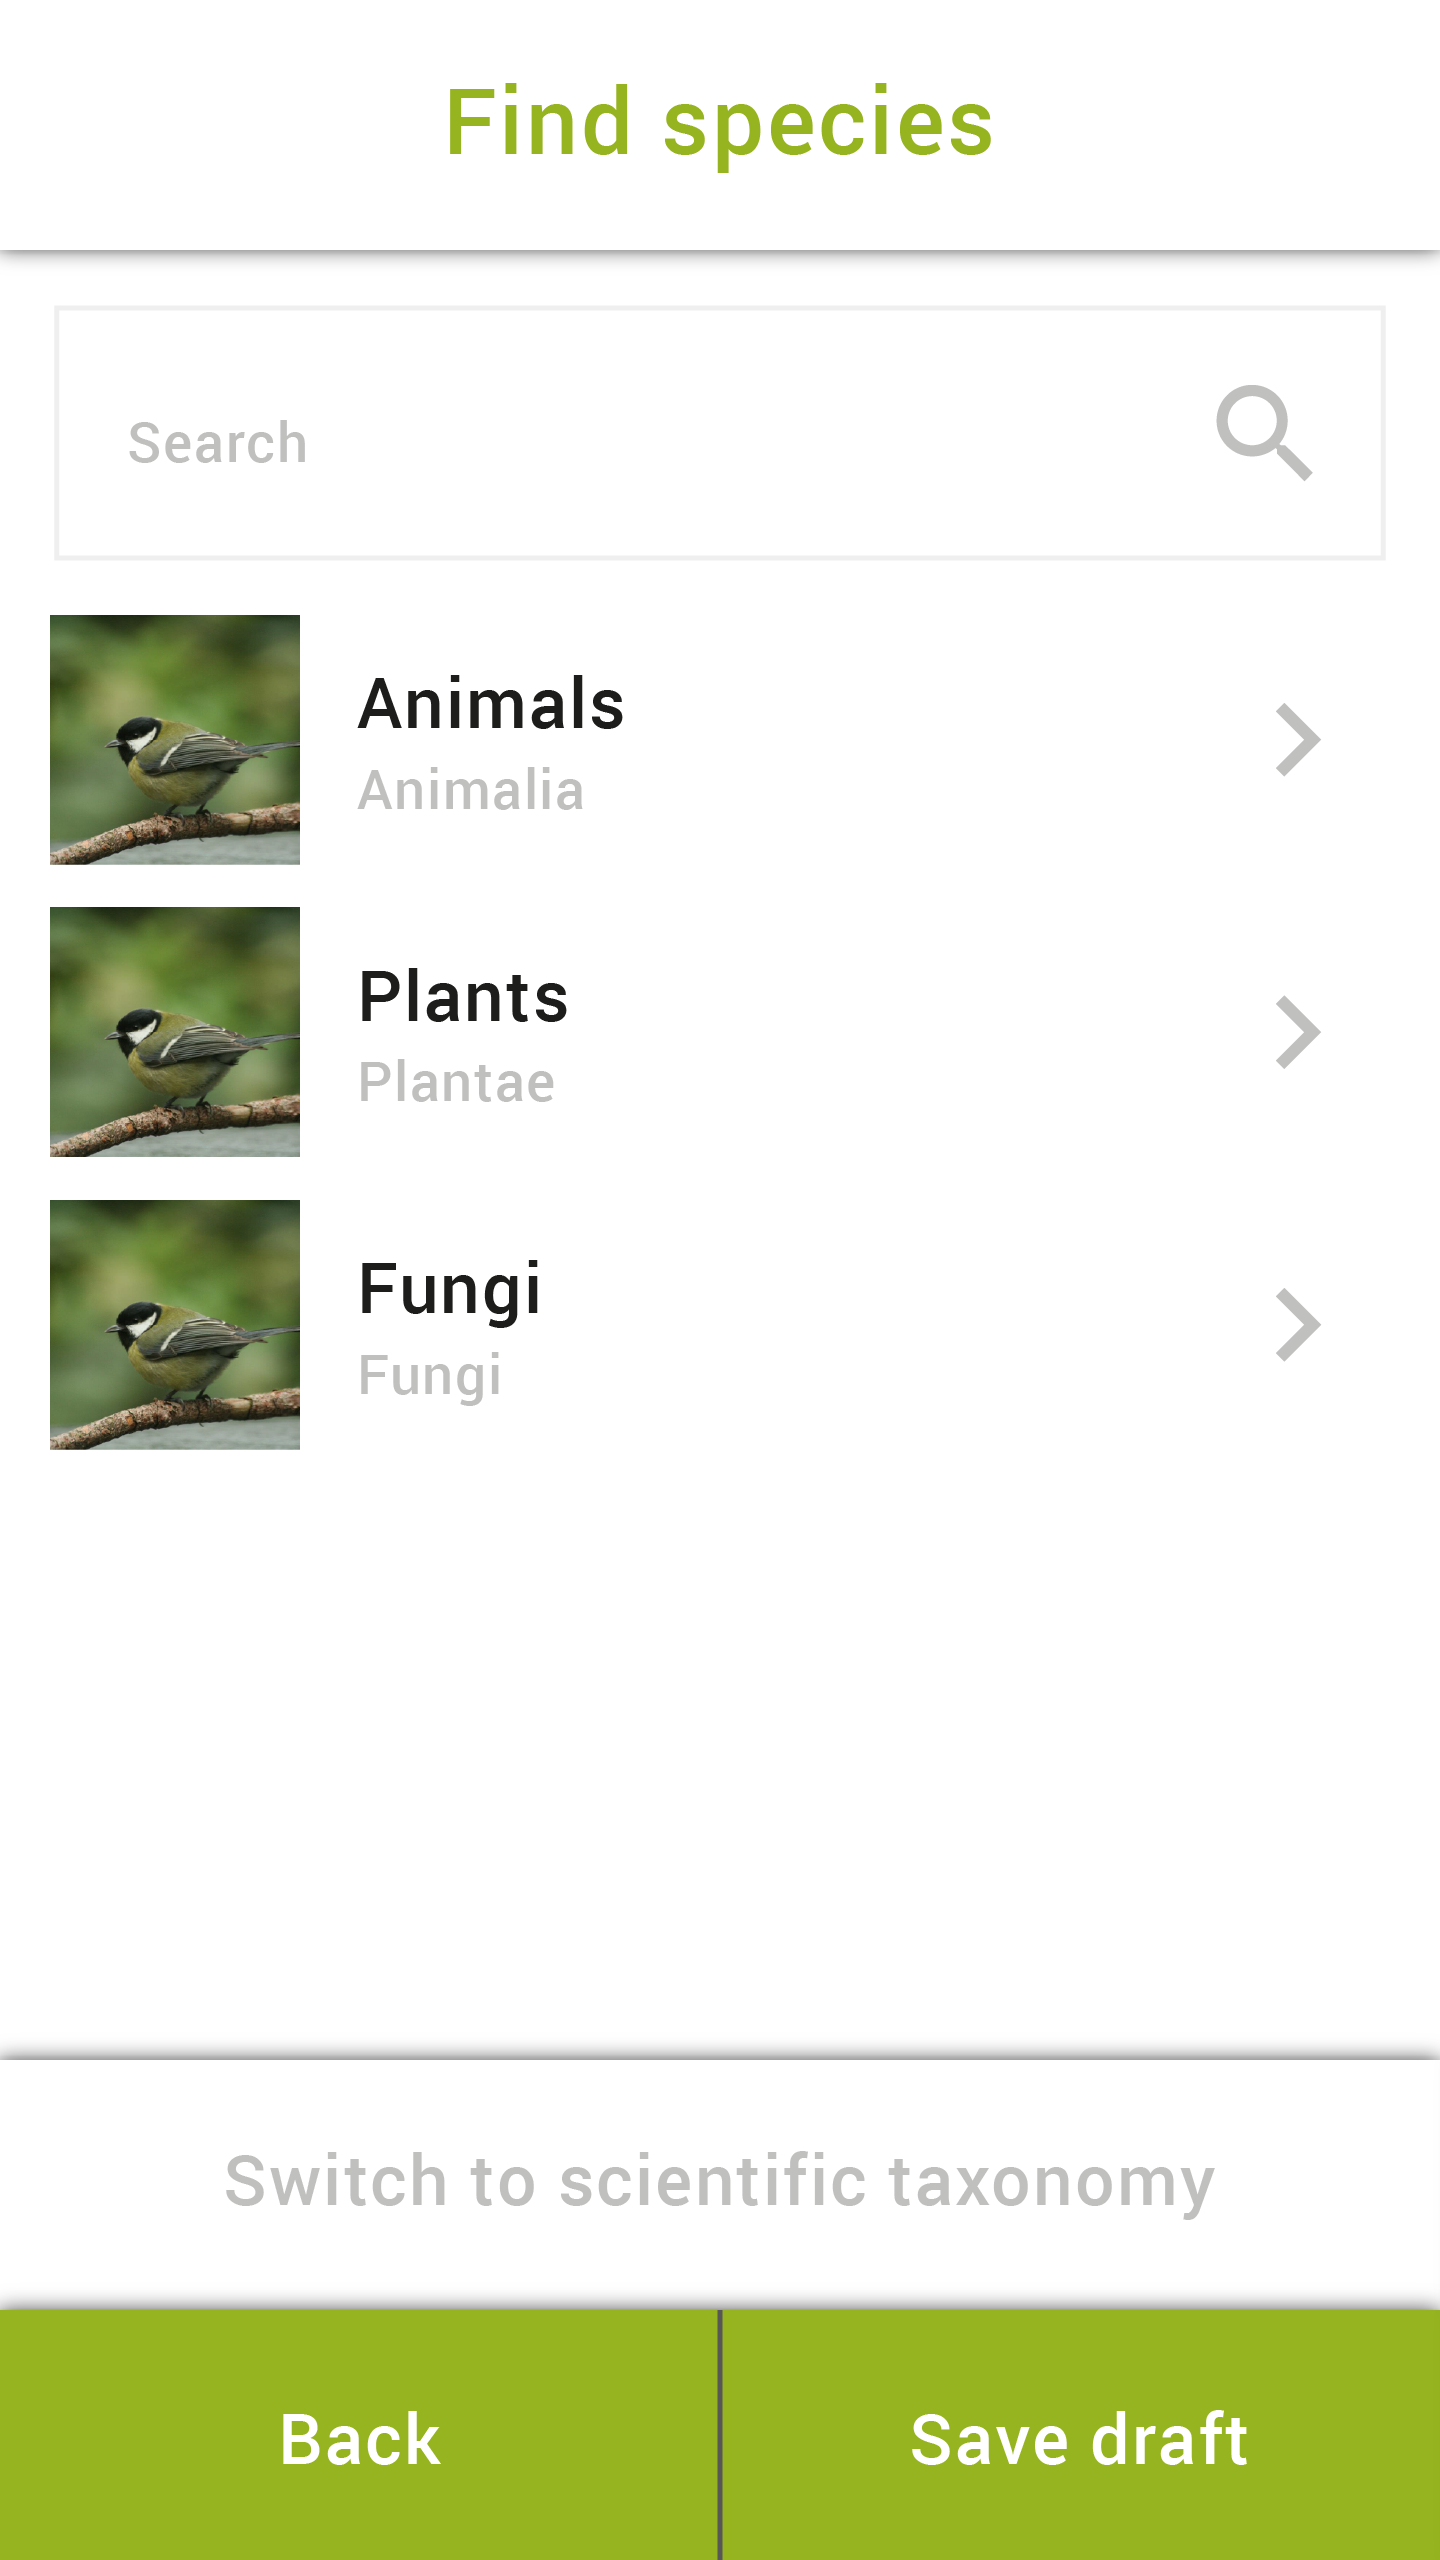 Find species
Search
Animals
Animalia
Plants
Plantae
Fungi
Fungi
Switch to scientific taxonomy
Back
Save draft